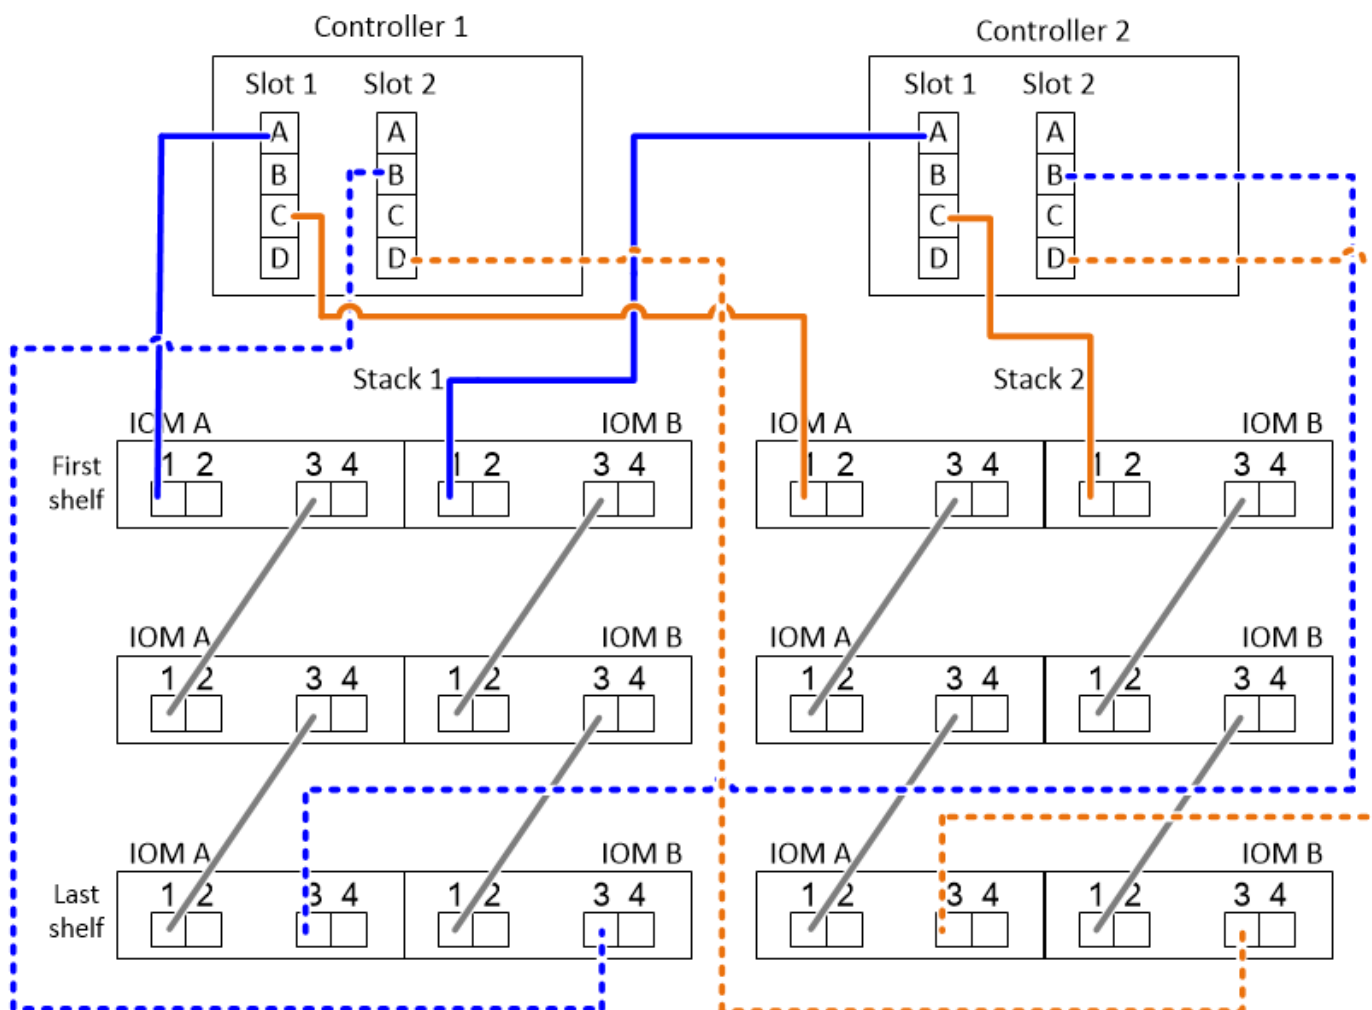 Controller 1
Controller 2
Slot 1 Slot 2
Slot 1 Slot 2
A A A A
B B B B
C C C C
D D D D
Stack 1
Stack 2
IOM A IOM B IOM A IOM B
First shelf
1 2 3 4 1 2 3 4 1 2 3 4 1 2 3 4
IOM A IOM B IOM A IOM B
1 2 3 4 1 2 3 4 1 2 3 4 1 2 3 4
IOM A IOM B IOM A IOM B
Last shelf
1 2 3 4 1 2 3 4 1 2 3 4 1 2 3 4